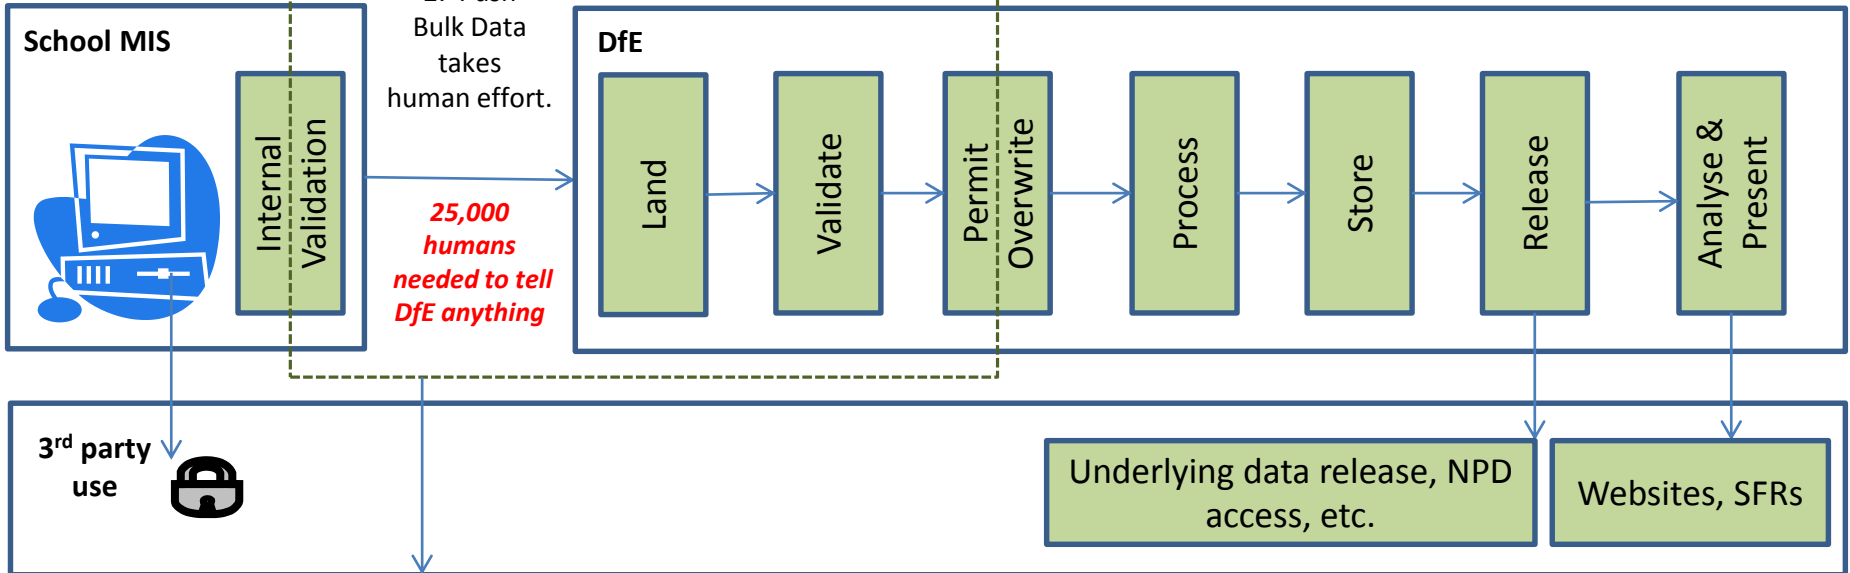 School MIS
Internal
Validation
Bulk Data
takes
human effort.
25,000
humans
needed to tell
DfE anything
DfE
Land
Validate
Permit
Overwrite
Process
Store
Release
Analyse &
Present
3rd party
use
Underlying data release, NPD
access, etc.
Websites, SFRs